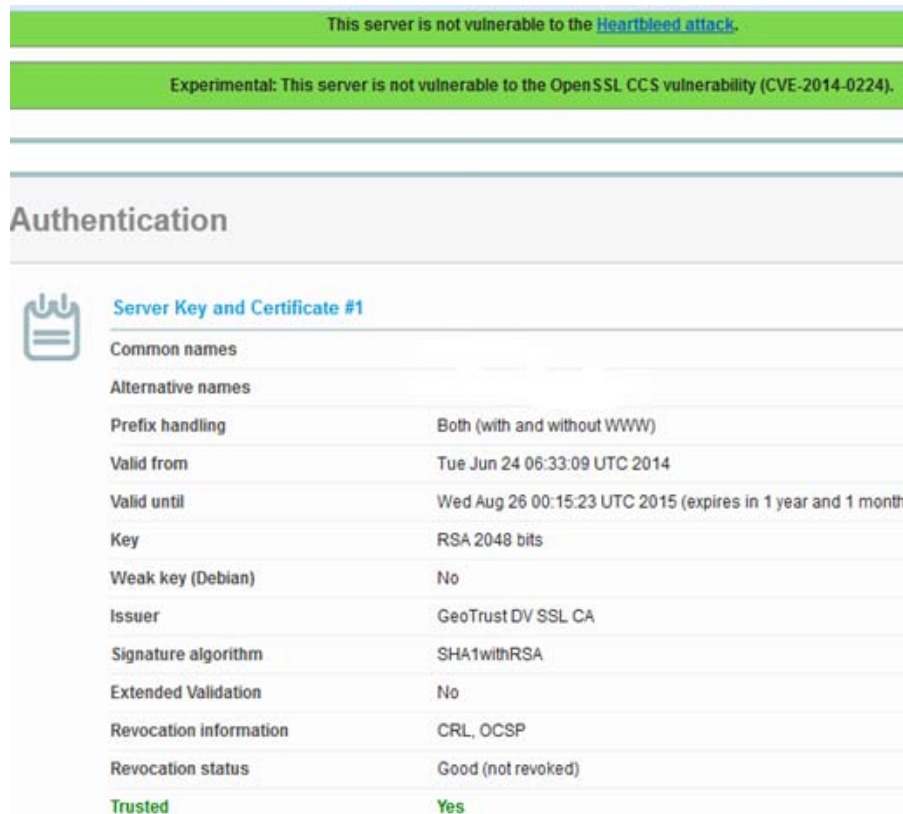 This server is not vulnerable to the Heartbleed attack.
Experimental: This server is not vulnerable to the OpenSSL CCS vulnerability (CVE-2014-0224).
Authentication
Server Key and Certificate #1
Common names
Alternative names
Prefix handling Both (with and without WWW)
Valid from Tue Jun 24 06:33:09 UTC 2014
Valid until Wed Aug 26 00:15:23 UTC 2015 (expires in 1 year and 1 month
Key RSA 2048 bits
Weak key (Debian) No
Issuer GeoTrust DV SSL CA
Signature algorithm SHA1withRSA
Extended Validation No
Revocation information CRL, OCSP
Revocation status Good (not revoked)
Trusted Yes